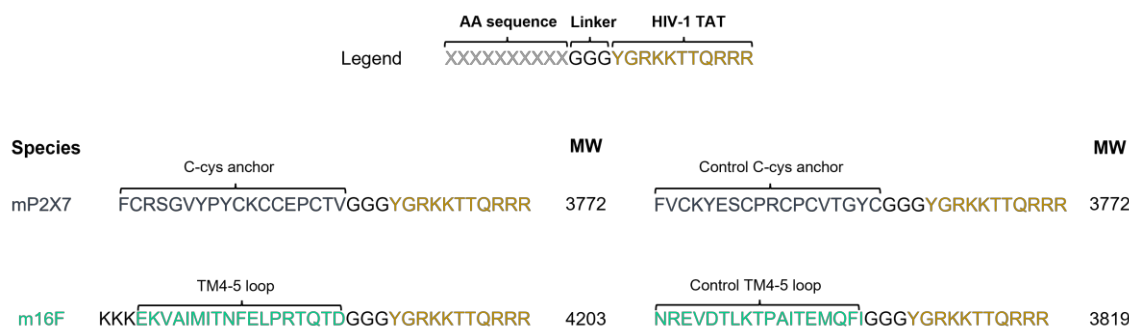 AA sequence Linker HIV-1 TAT
Legend XXXXXXXXXXGGGYGRKKTTQRRR
Species MW MW
C-cys anchor Control C-cys anchor
mP2X7 FCRSGVYPYCKCCEPCTVGGGYGRKKTTQRRR 3772 FVCKYESCPRCPCVTGYCGGGYGRKKTTQRRR 3772
TM4-5 loop Control TM4-5 loop
m16F KKKEKVAIMITNFELPRTQTDGGGYGRKKTTQRRR 4203 NREVDTLKTPAITEMQFIGGGYGRKKTTQRRR 3819